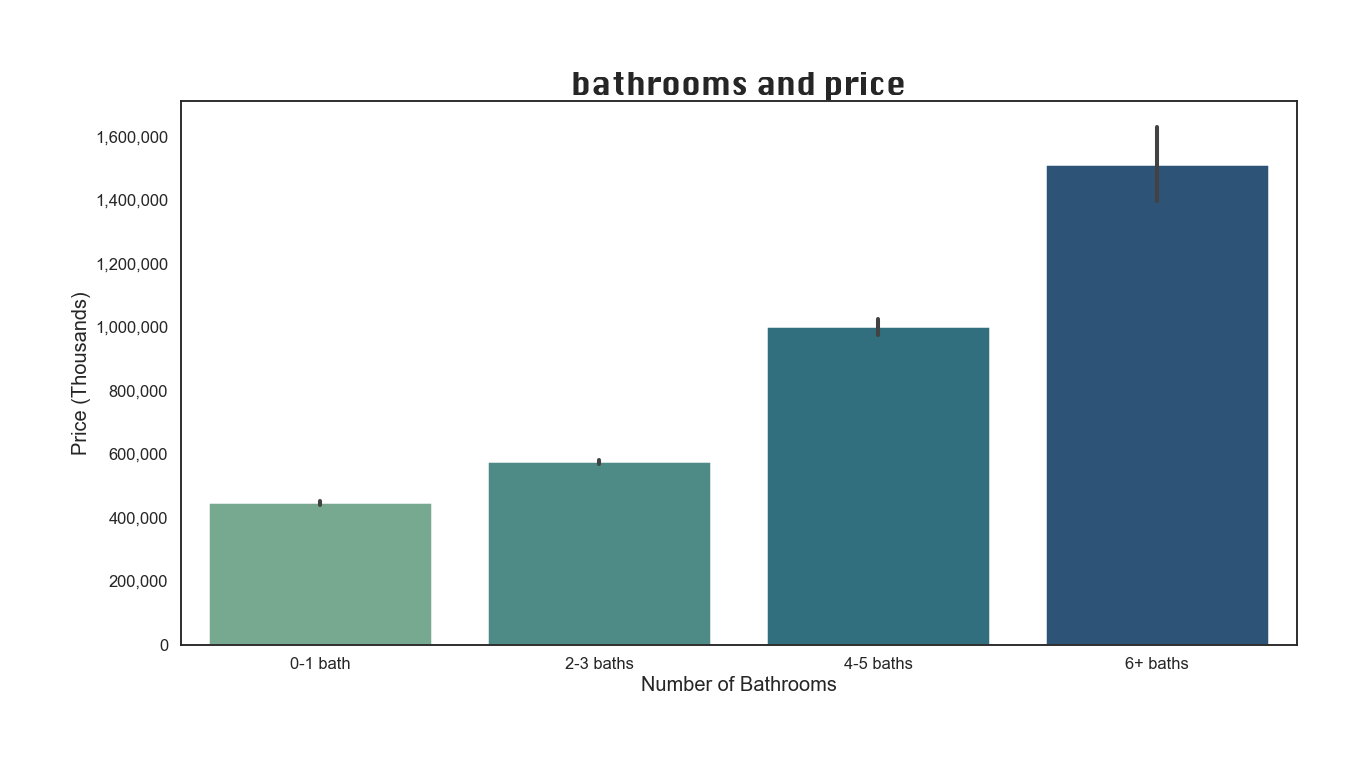 bathrooms and price
1,600,000
1,400,000
1,200,000
1,000,000
800,000
600,000
400,000
200,000
0
Price (Thousands)
0-1 bath
2-3 baths
4-5 baths
6+ baths
Number of Bathrooms